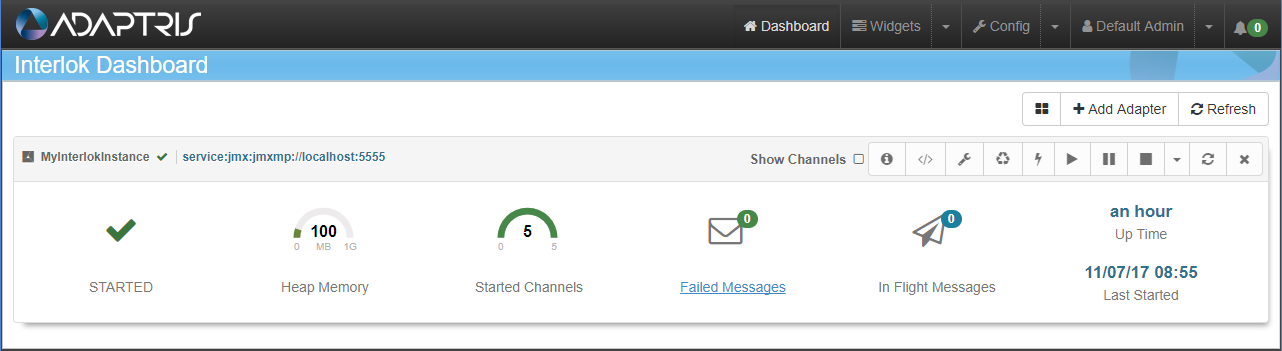 ADAPTRIS
Dashboard Widgets Config Default Admin 0
Interlok Dashboard
Add Adapter Refresh
MyInterlokInstance service:jmx:jmxmp://localhost:5555 Show Channels
100
0 MB 1G
5
0 5
0
0
an hour
Up Time
STARTED Heap Memory Started Channels Failed Messages In Flight Messages
11/07/17 08:55
Last Started